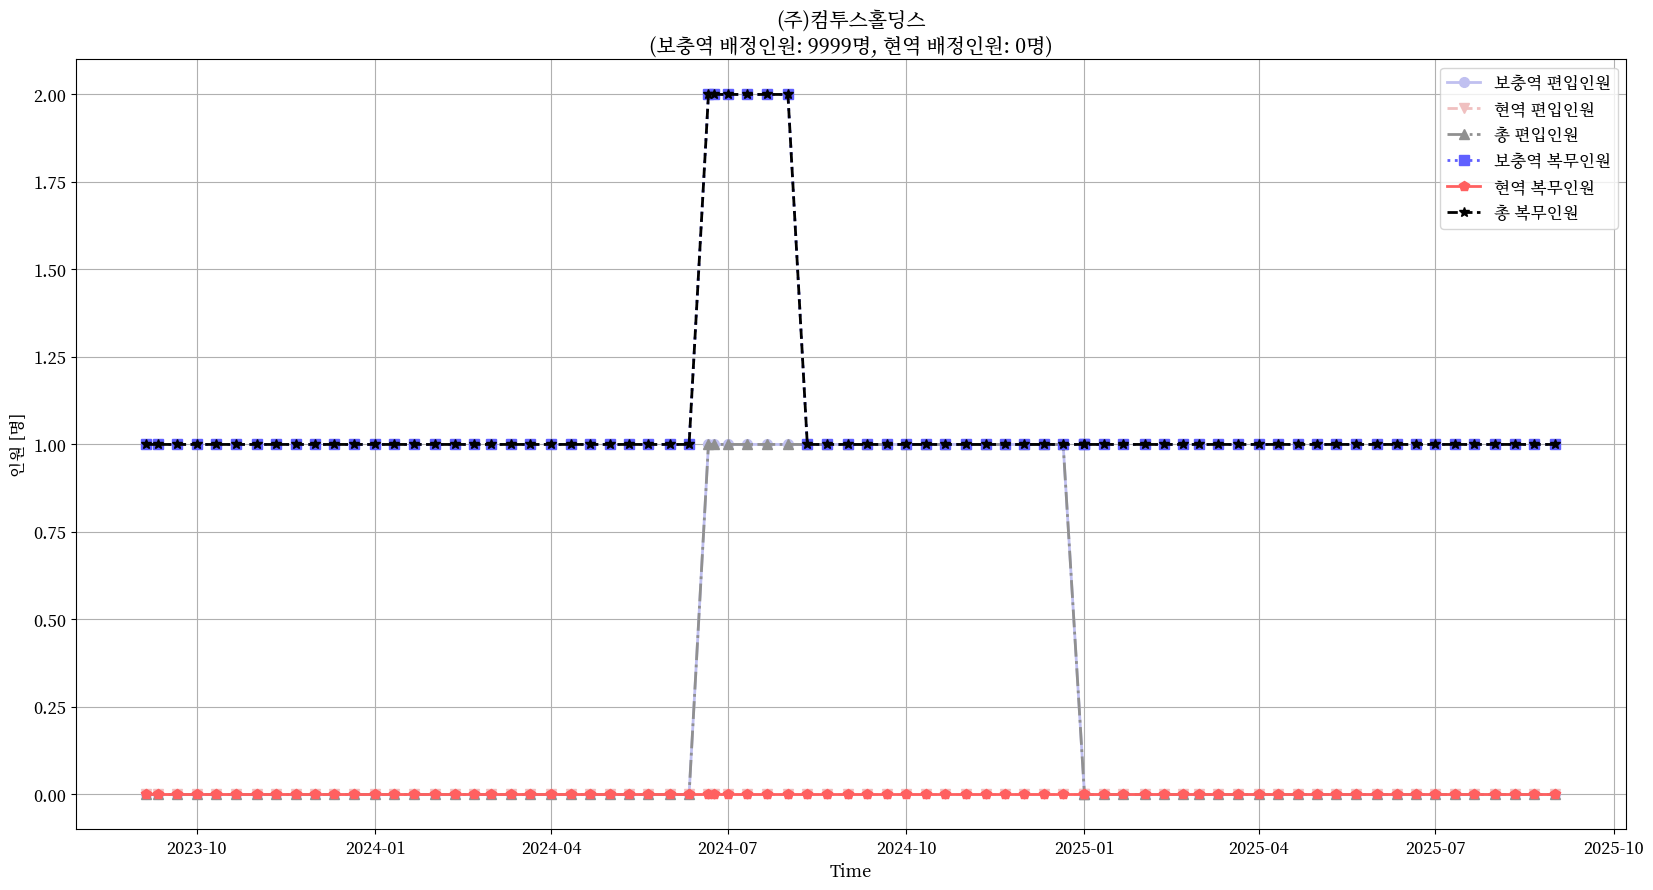 (주)컴투스홀딩스
(보충역 배정인원: 9999명, 현역 배정인원: 0명)
보충역 편입인원
현역 편입인원
총 편입인원
보충역 복무인원
현역 복무인원
총 복무인원
인원 [명]
2.00
1.75
1.50
1.25
1.00
0.75
0.50
0.25
0.00
2023-10
2024-01
2024-04
2024-07
2024-10
2025-01
2025-04
2025-07
2025-10
Time